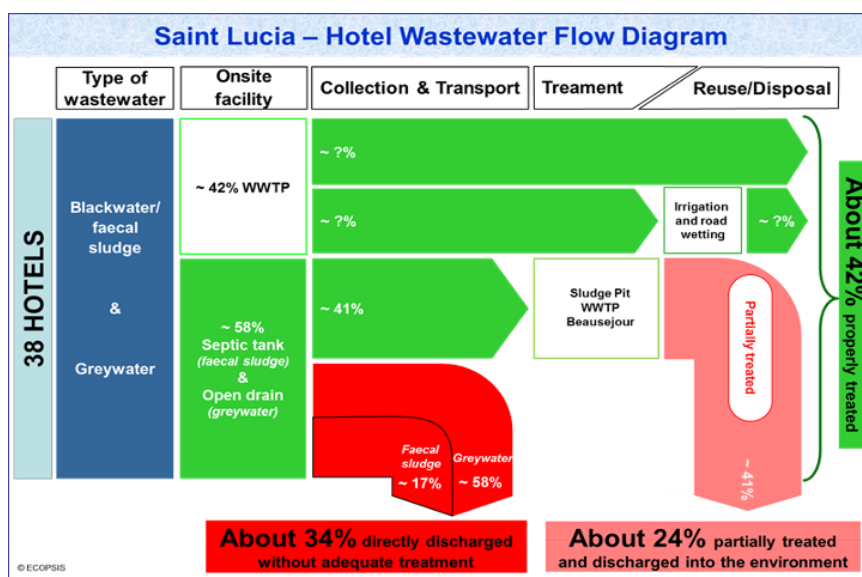 Saint Lucia – Hotel Wastewater Flow Diagram
Type of
wastewater
Onsite
facility
Collection & Transport
Treament
Reuse/Disposal
38 HOTELS
Blackwater/
faecal
sludge
&
Greywater
~ 42% WWTP
~ ?%
~ ?%
Irrigation
and road
wetting
~ ?%
~ 58%
Septic tank
(faecal sludge)
&
Open drain
(greywater)
~ 41%
Sludge Pit
WWTP
Beausejour
Partially treated
~ 41%
Faecal
sludge
~ 17%
Greywater
~ 58%
About 42%
properly treated
About 34% directly discharged
without adequate treatment
About 24% partially treated
and discharged into the environment
© ECOPSIS